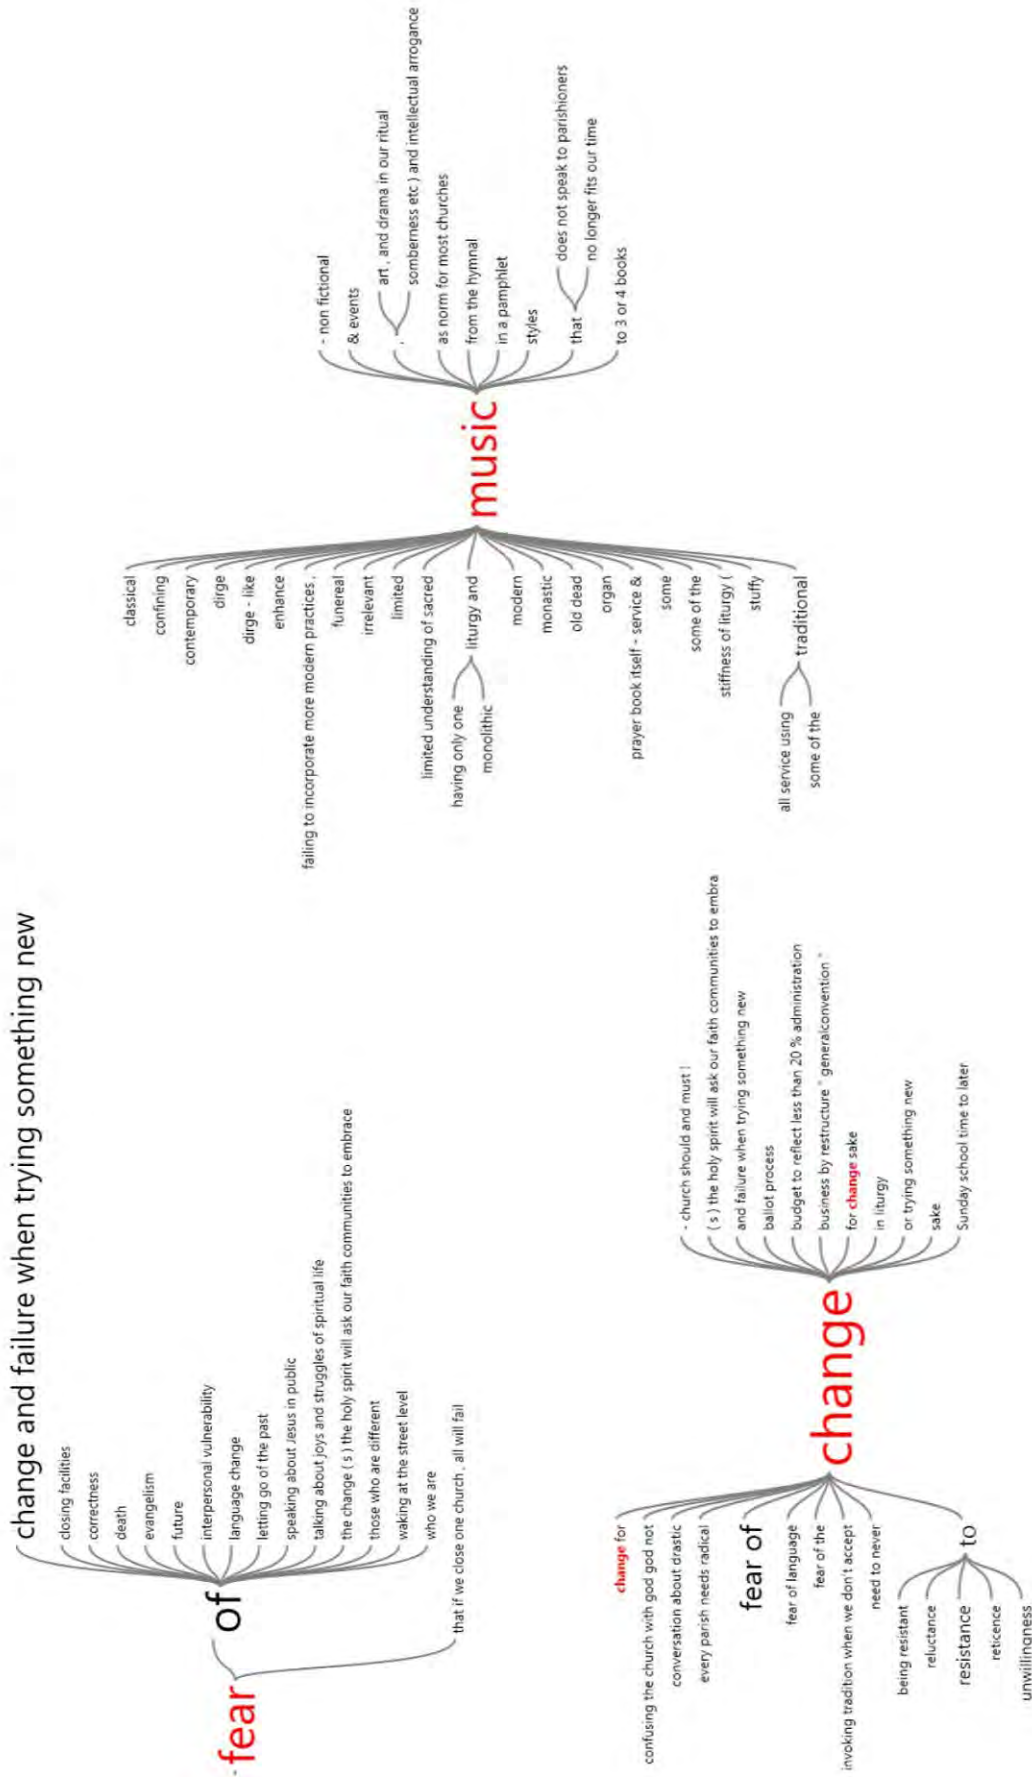 - fear
of
change and failure when trying something new
closing facilities
correctness
death
evangelism
future
interpersonal vulnerability
language change
letting go of the past
speaking about Jesus in public
talking about joys and struggles of spiritual life
the change ( s ) the holy spirit will ask our faith communities to embrace
those who are different
waking at the street level
who we are
that if we close one church , all will fail
change for
confusing the church with god god not
conversation about drastic
every parish needs radical
fear of
fear of language
fear of the
invoking tradition when we don't accept
need to never
being resistant
reluctance
resistance
reticence
unwillingness
to
change
- church should and must !
( s ) the holy spirit will ask our faith communities to embra
and failure when trying something new
ballot process
budget to reflect less than 20 % administration
business by restructure " generalconvention "
for change sake
in liturgy
or trying something new
sake
Sunday school time to later
classical
confining
contemporary
dirge
dirge - like
enhance
failing to incorporate more modern practices ,
funereal
irrelevant
limited
limited understanding of sacred
having only one
monolithic
liturgy and
modern
monastic
old dead
organ
prayer book itself - service &
some
some of the
stiffness of liturgy (
stuffy
all service using
some of the
traditional
music
- non fictional
& events
,
art , and drama in our ritual
somberness etc ) and intellectual arrogance
as norm for most churches
from the hymnal
in a pamphlet
styles
that
does not speak to parishioners
no longer fits our time
to 3 or 4 books